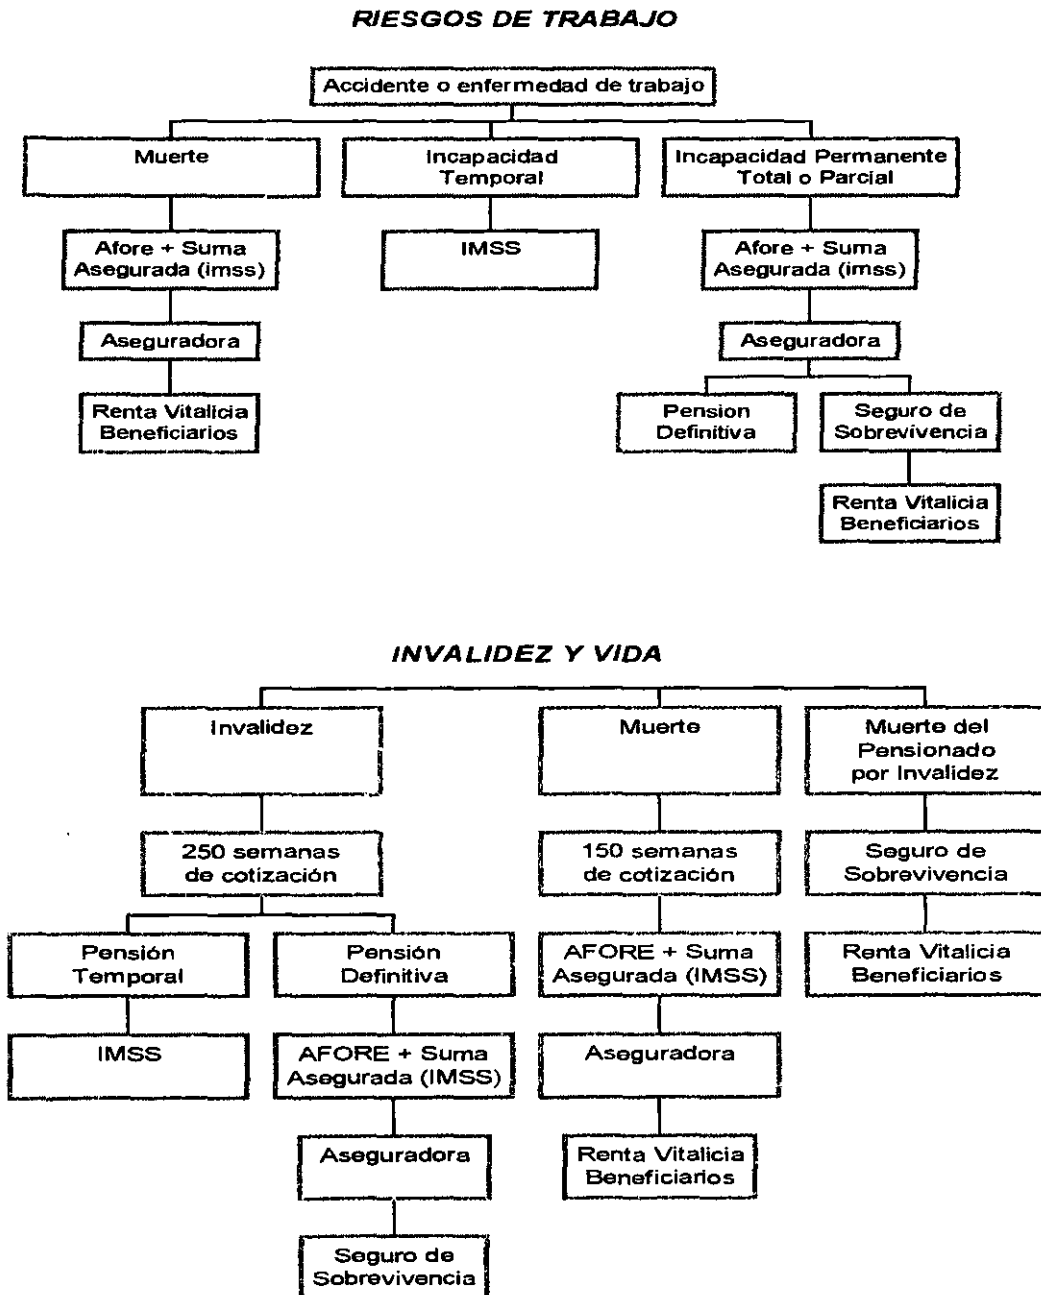 RIESGOS DE TRABAJO
Accidente o enfermedad de trabajo
Muerte
Incapacidad
Temporal
Incapacidad Permanente
Total o Parcial
Afore + Suma
Asegurada (imss)
IMSS
Afore + Suma
Asegurada (imss)
Aseguradora
Aseguradora
Renta Vitalicia
Beneficiarios
Pension
Definitiva
Seguro de
Sobrevivencia
Renta Vitalicia
Beneficiarios
INVALIDEZ Y VIDA
Invalidez
Muerte
Muerte del
Pensionado
por Invalidez
250 semanas
de cotización
150 semanas
de cotización
Seguro de
Sobrevivencia
Pensión
Temporal
Pensión
Definitiva
AFORE + Suma
Asegurada (IMSS)
Renta Vitalicia
Beneficiarios
IMSS
AFORE + Suma
Asegurada (IMSS)
Aseguradora
Aseguradora
Renta Vitalicia
Beneficiarios
Seguro de
Sobrevivencia